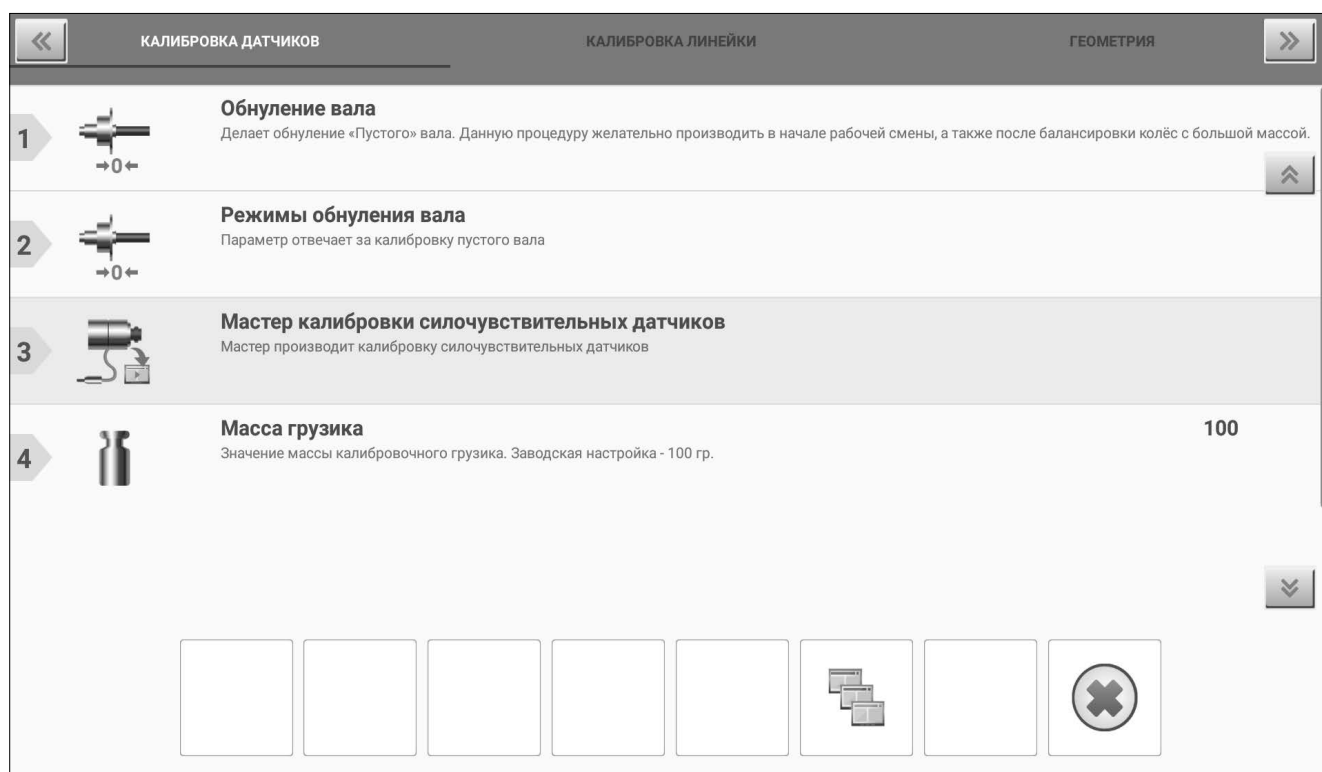 КАЛИБРОВКА ДАТЧИКОВ
КАЛИБРОВКА ЛИНЕЙКИ
ГЕОМЕТРИЯ
1
Обнуление вала
Делает обнуление «Пустого» вала. Данную процедуру желательно производить в начале рабочей смены, а также после балансировки колёс с большой массой.
→0←
2
Режимы обнуления вала
Параметр отвечает за калибровку пустого вала
→0←
3
Мастер калибровки силочувствительных датчиков
Мастер производит калибровку силочувствительных датчиков
4
Масса грузика
100
Значение массы калибровочного грузика. Заводская настройка - 100 гр.